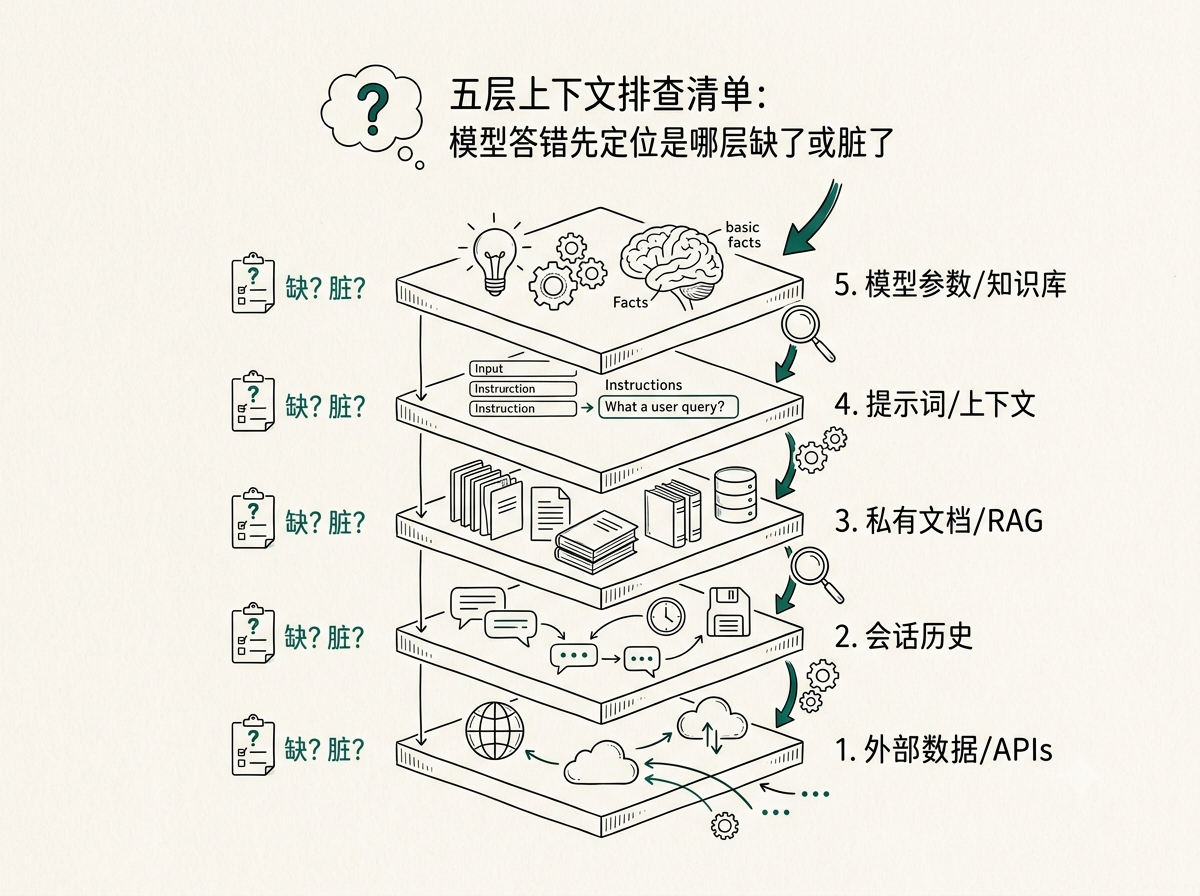 ?
五层上下文排查清单：
模型答错先定位是哪层缺了或脏了
basic
facts
Facts
? 缺? 脏?
5. 模型参数/知识库
Input
Instrurction
Instruction
Instructions
What a user query?
? 缺? 脏?
4. 提示词/上下文
? 缺? 脏?
3. 私有文档/RAG
? 缺? 脏?
2. 会话历史
? 缺? 脏?
1. 外部数据/APIs